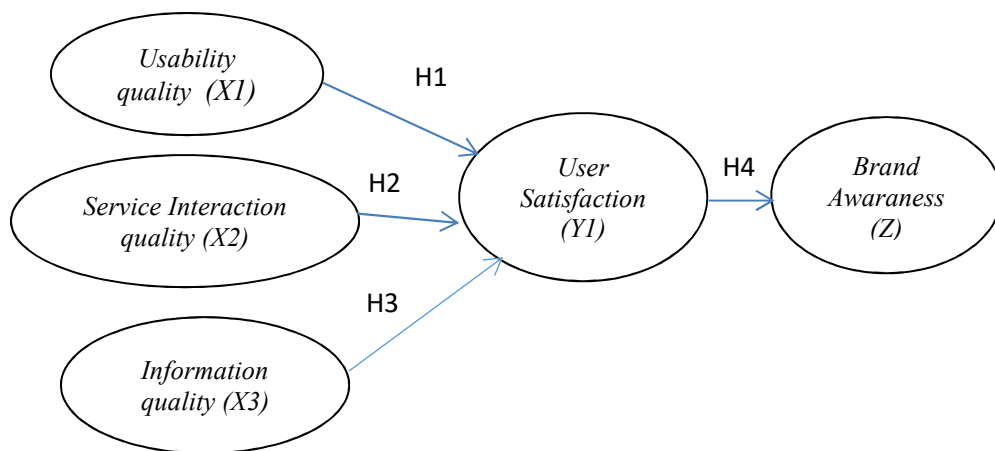 Usability
quality (X1)
H1
Service Interaction
quality (X2)
H2
Information
quality (X3)
H3
User
Satisfaction
(Y1)
H4
Brand
Awaraness
(Z)